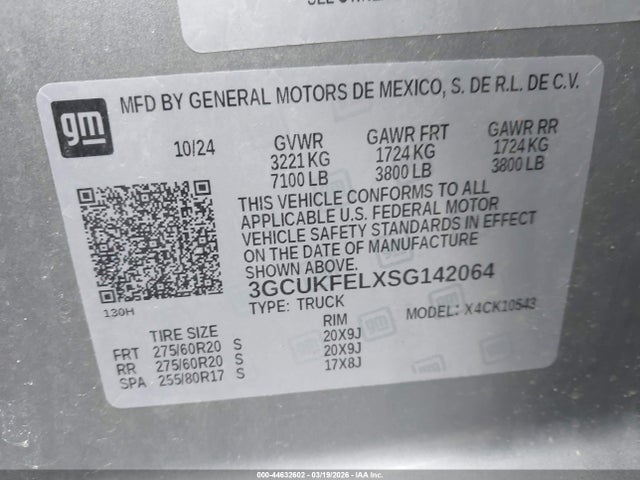 SEE OWNE
gm
MFD BY GENERAL MOTORS DE MEXICO, S. DE R.L. DE C.V.
10/24 GVWR GAWR FRT GAWR RR
3221 KG 1724 KG 1724 KG
7100 LB 3800 LB 3800 LB
THIS VEHICLE CONFORMS TO ALL
APPLICABLE U.S. FEDERAL MOTOR
VEHICLE SAFETY STANDARDS IN EFFECT
ON THE DATE OF MANUFACTURE
SHOWN ABOVE.
3GCUKFELXSG142064
130H TYPE: TRUCK MODEL: X4CK10543
TIRE SIZE RIM
FRT 275/60R20 S 20X9J
RR 275/60R20 S 20X9J
SPA 255/80R17 S 17X8J
000-44632602 - 03/19/2026 - IAA, Inc.